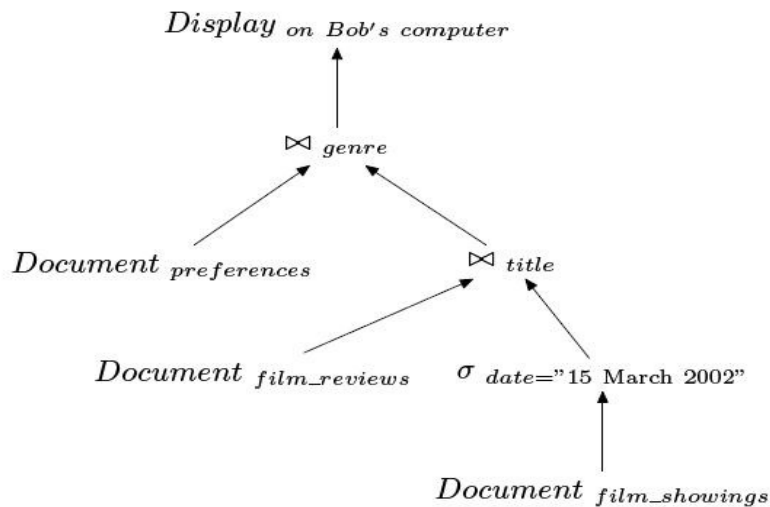 Display on Bob's computer
⋈ genre
Document preferences
⋈ title
Document film_reviews
σ date="15 March 2002"
Document film_showings